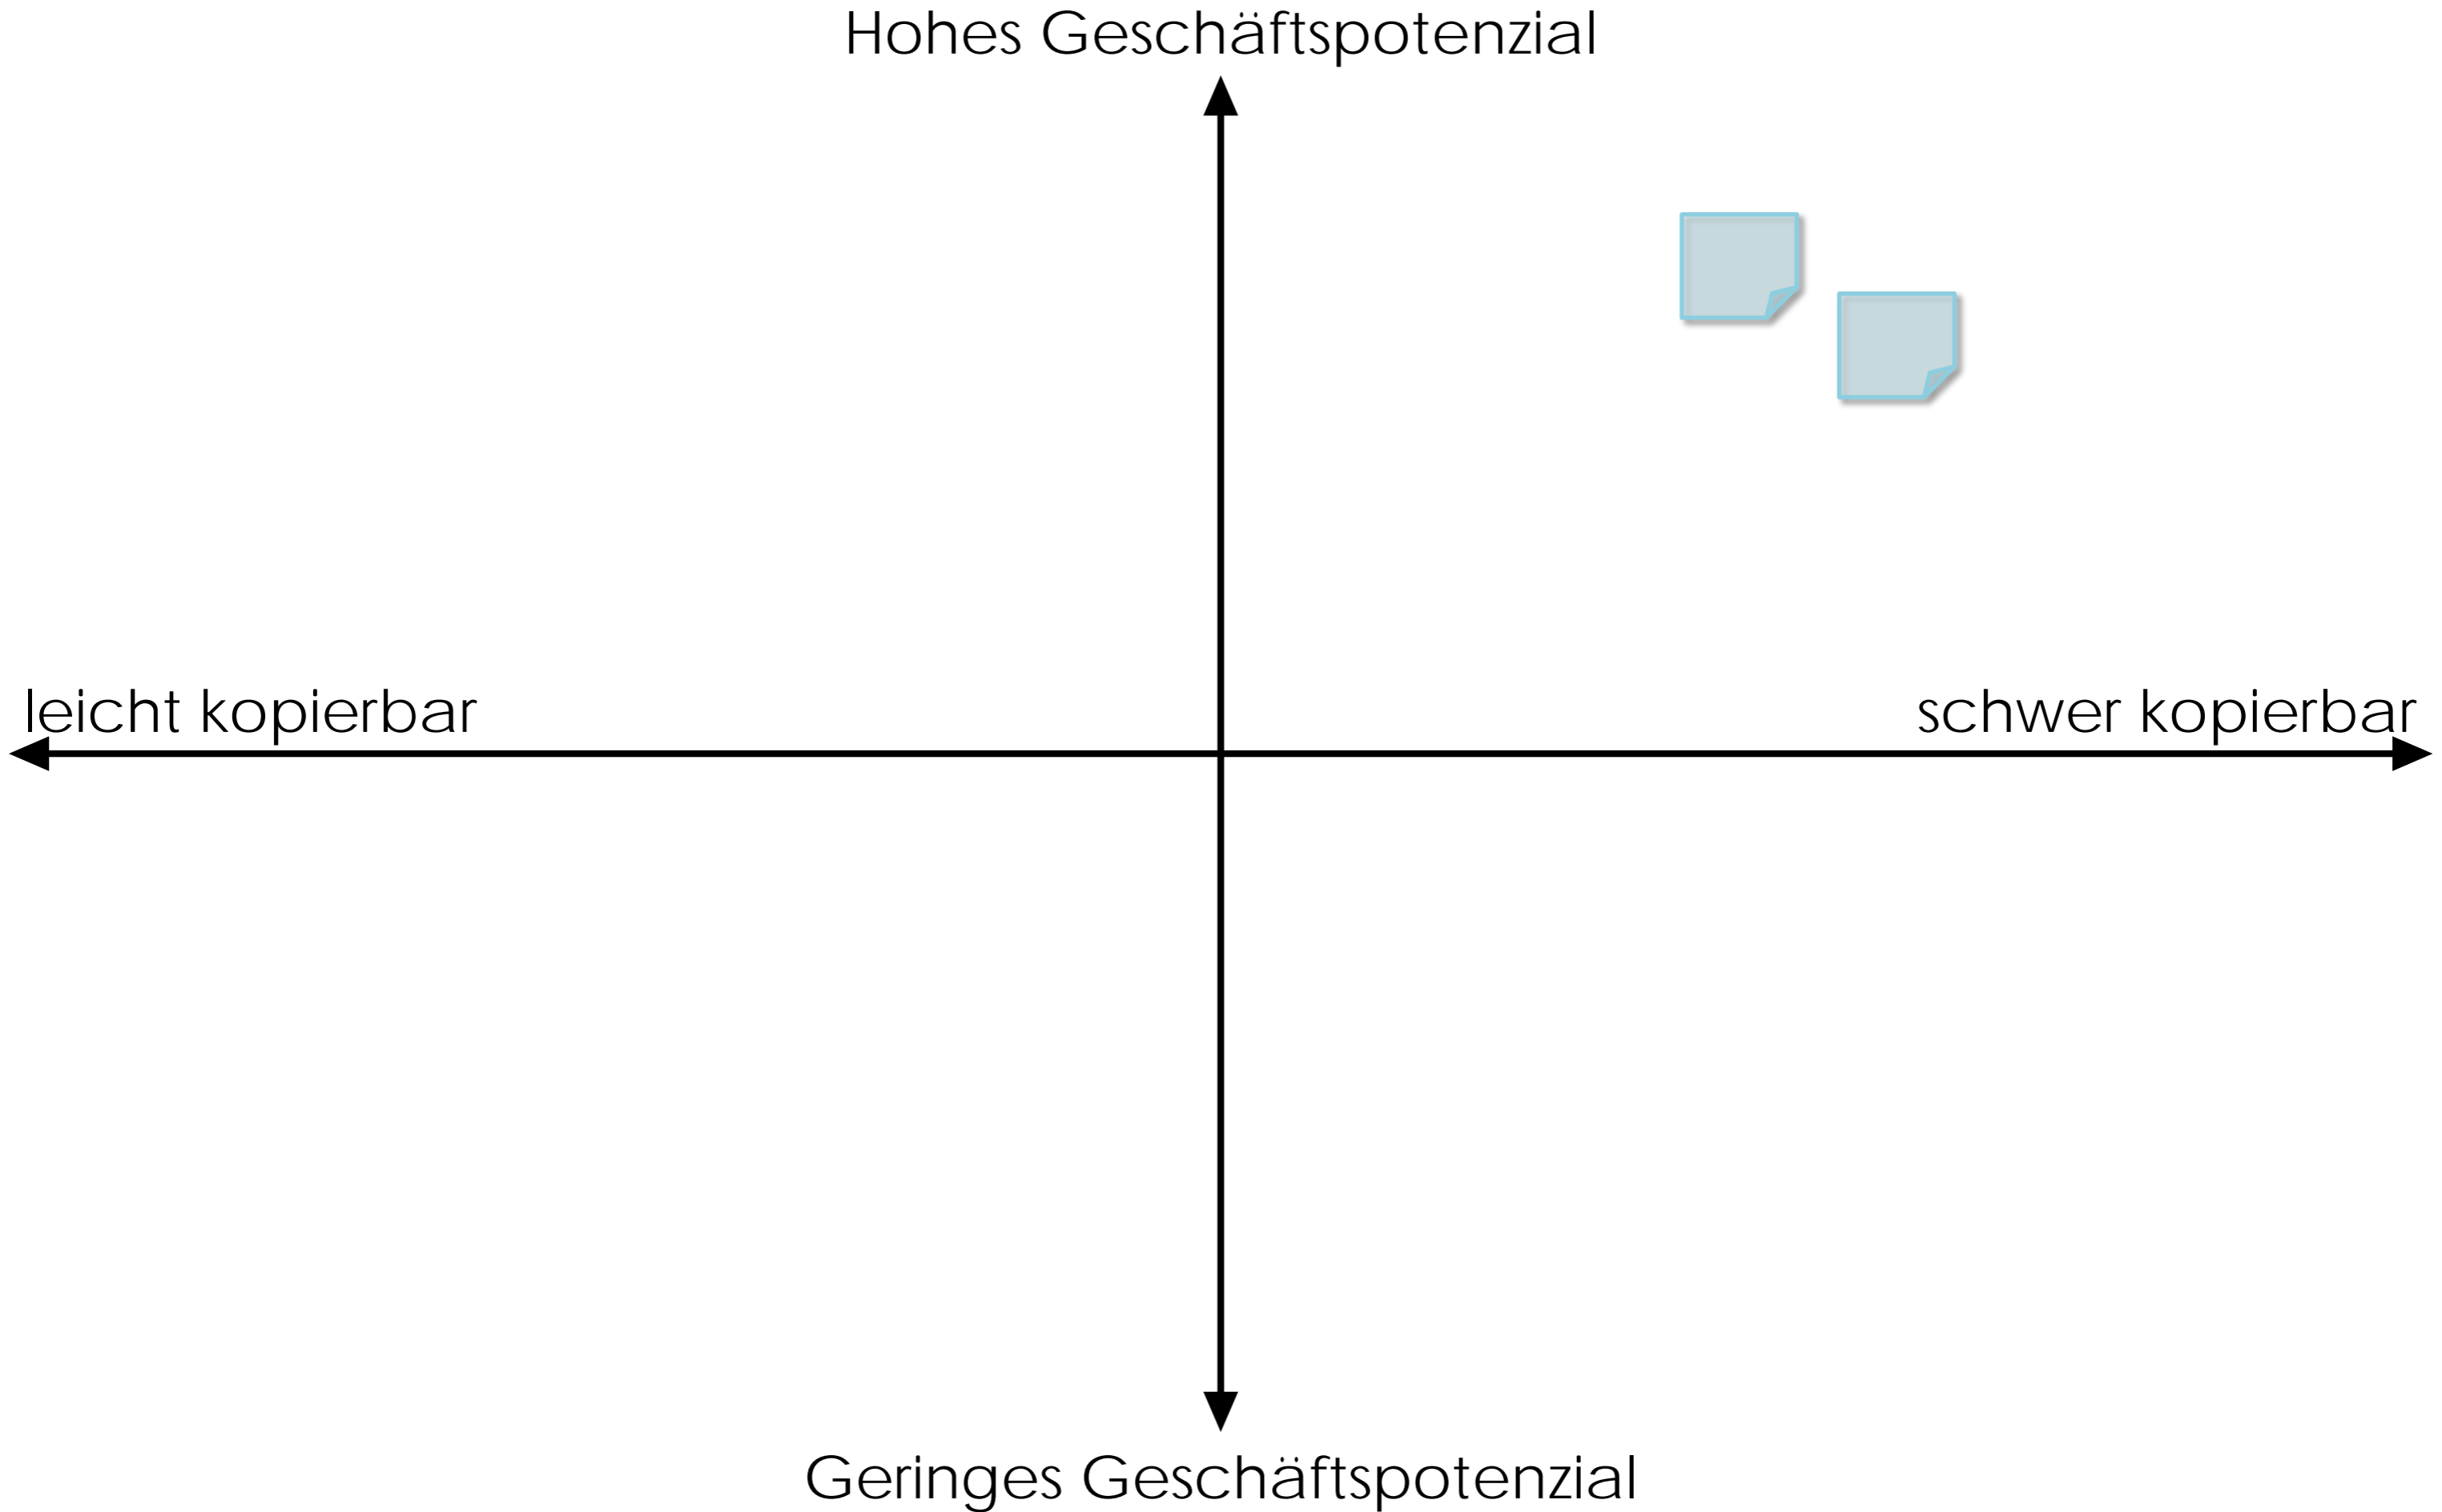 Hohes Geschäftspotenzial
leicht kopierbar
schwer kopierbar
Geringes Geschäftspotenzial